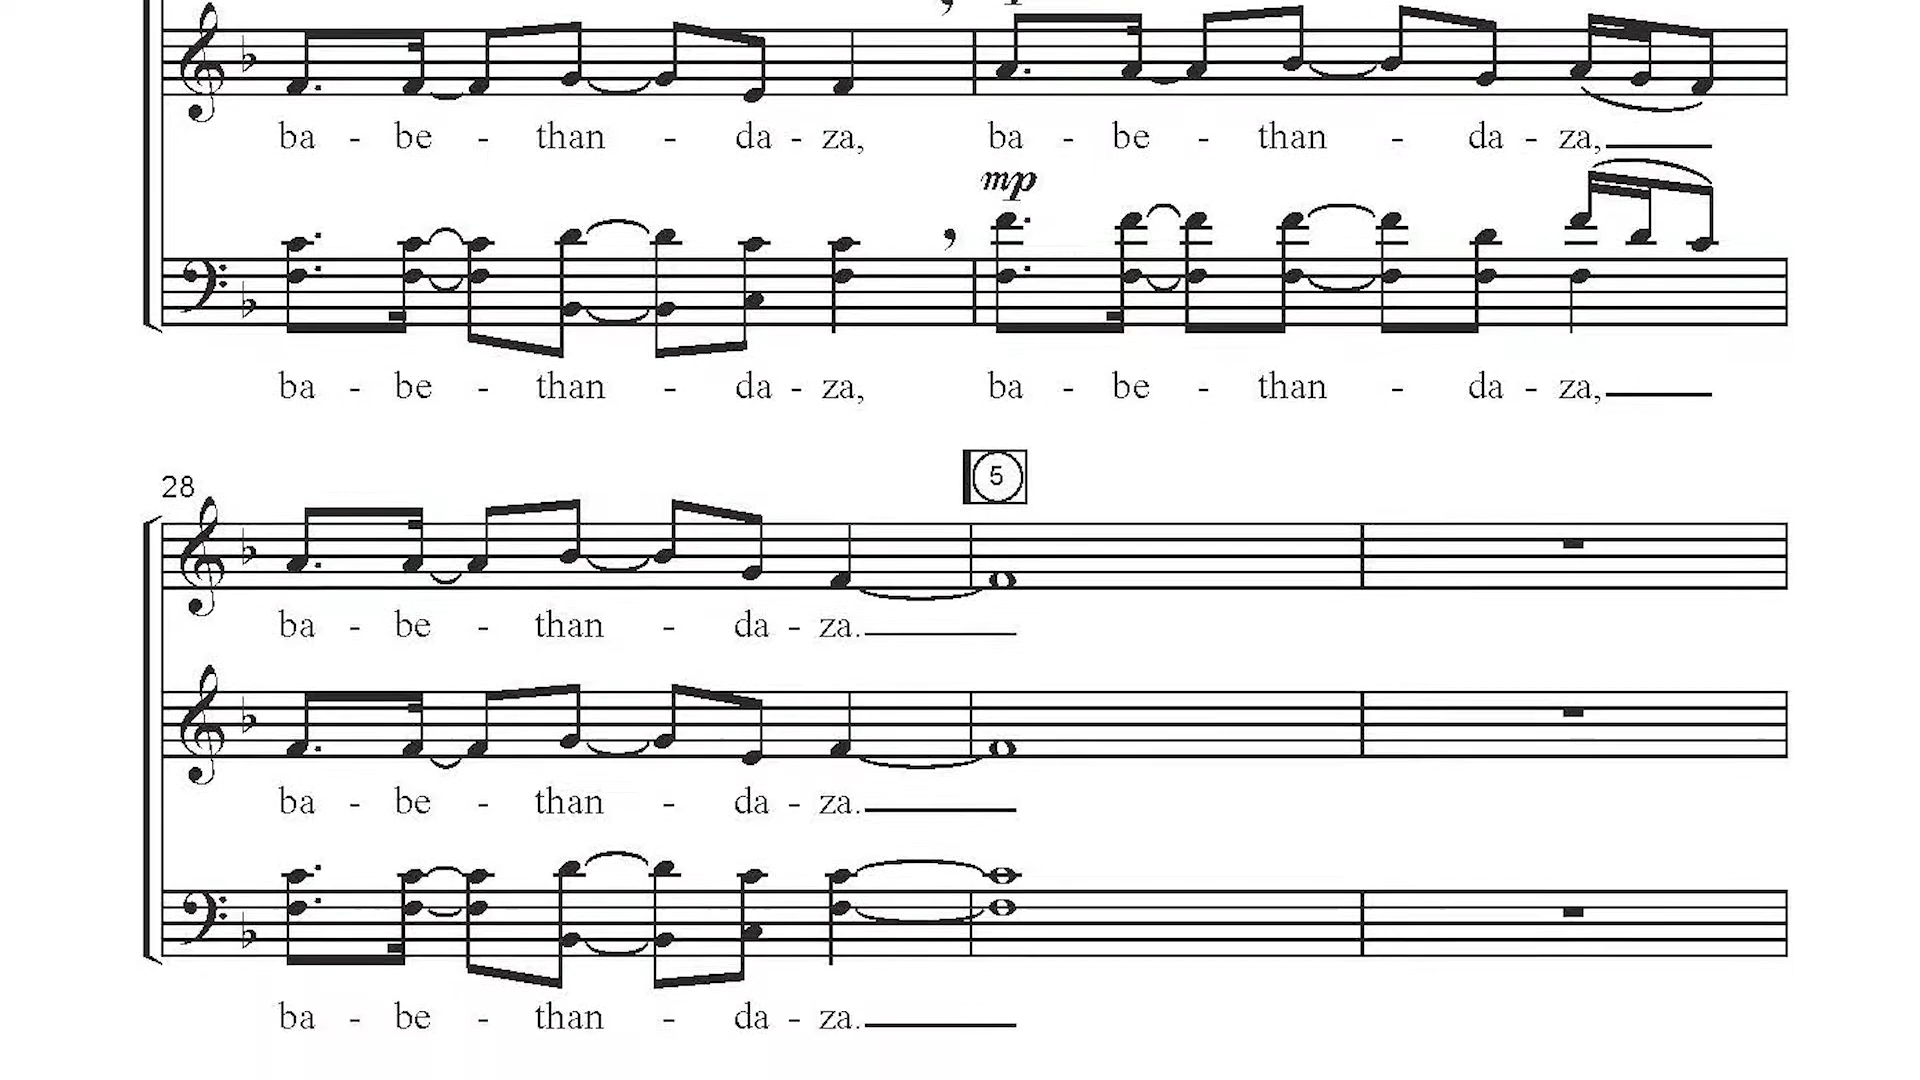 ba - be - than - da - za, ba - be - than - da - za,
mp
ba - be - than - da - za, ba - be - than - da - za,
28
5
ba - be - than - da - za.
ba - be - than - da - za.
ba - be - than - da - za.